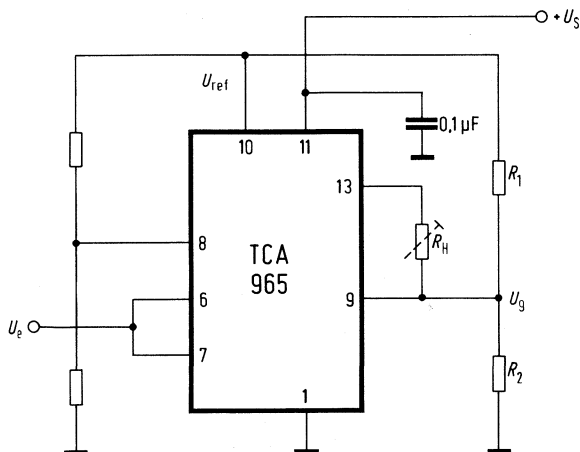 + U_S
U_ref
10
11
0,1 µF
13
R_1
8
TCA
965
R_H
6
9
U_9
U_e
7
R_2
1